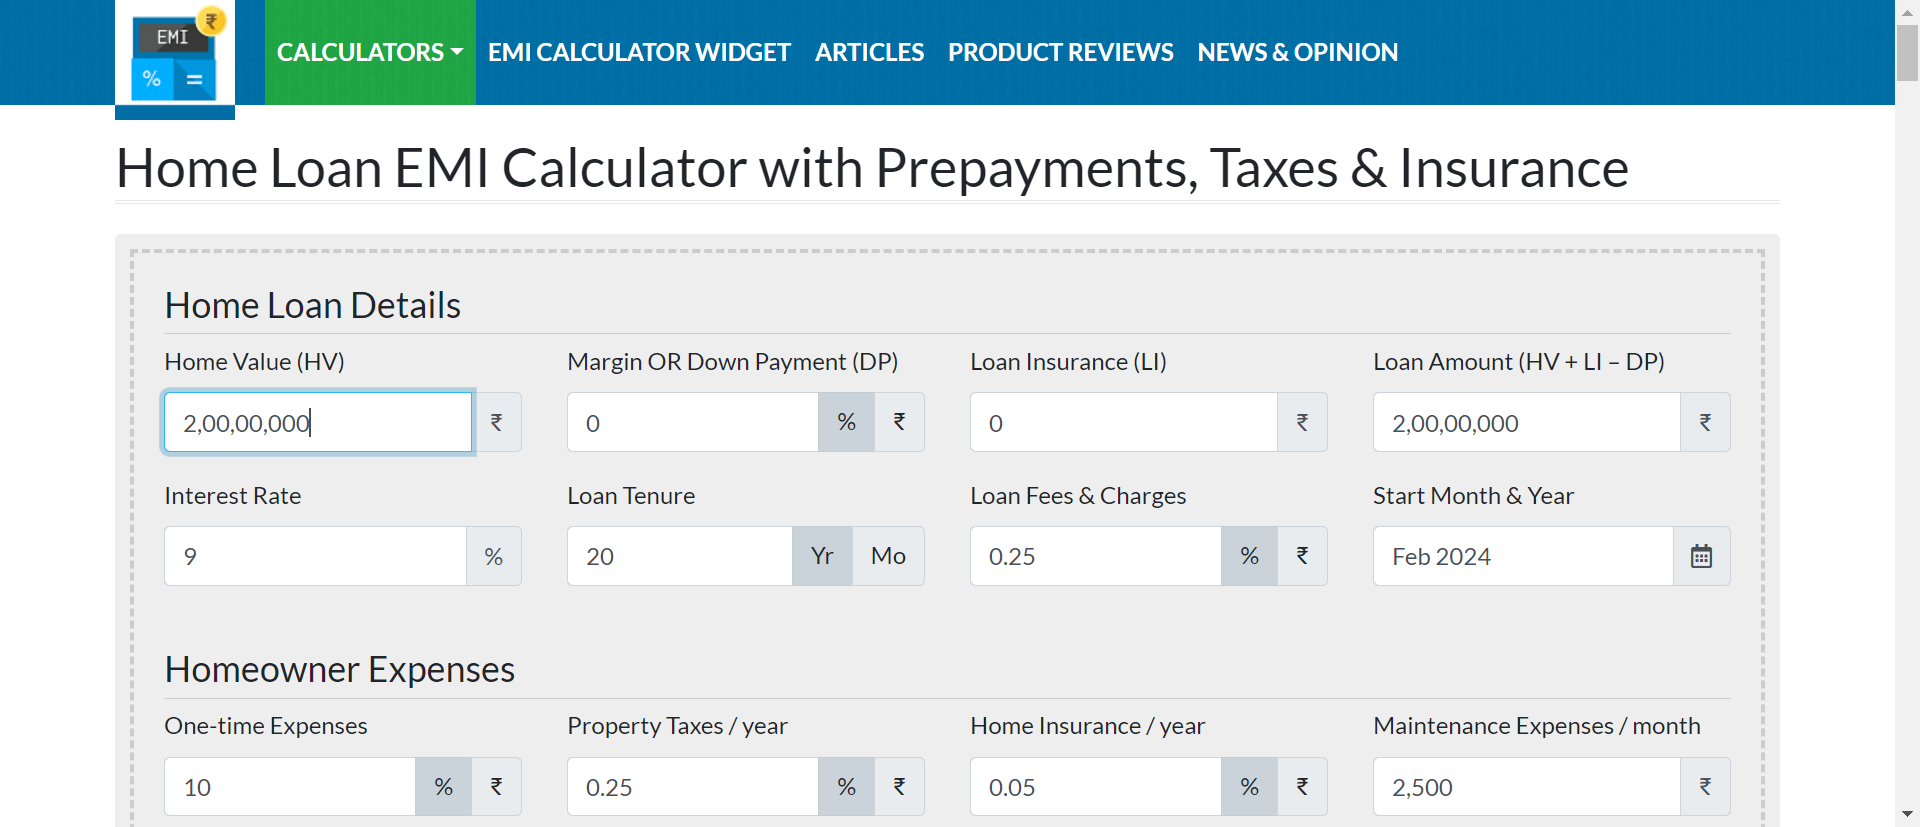 EMI ₹
% =
CALCULATORS EMI CALCULATOR WIDGET ARTICLES PRODUCT REVIEWS NEWS & OPINION
Home Loan EMI Calculator with Prepayments, Taxes & Insurance
Home Loan Details
Home Value (HV) Margin OR Down Payment (DP) Loan Insurance (LI) Loan Amount (HV + LI – DP)
2,00,00,000 ₹ 0 % ₹ 0 ₹ 2,00,00,000 ₹
Interest Rate Loan Tenure Loan Fees & Charges Start Month & Year
9 % 20 Yr Mo 0.25 % ₹ Feb 2024
Homeowner Expenses
One-time Expenses Property Taxes / year Home Insurance / year Maintenance Expenses / month
10 % ₹ 0.25 % ₹ 0.05 % ₹ 2,500 ₹